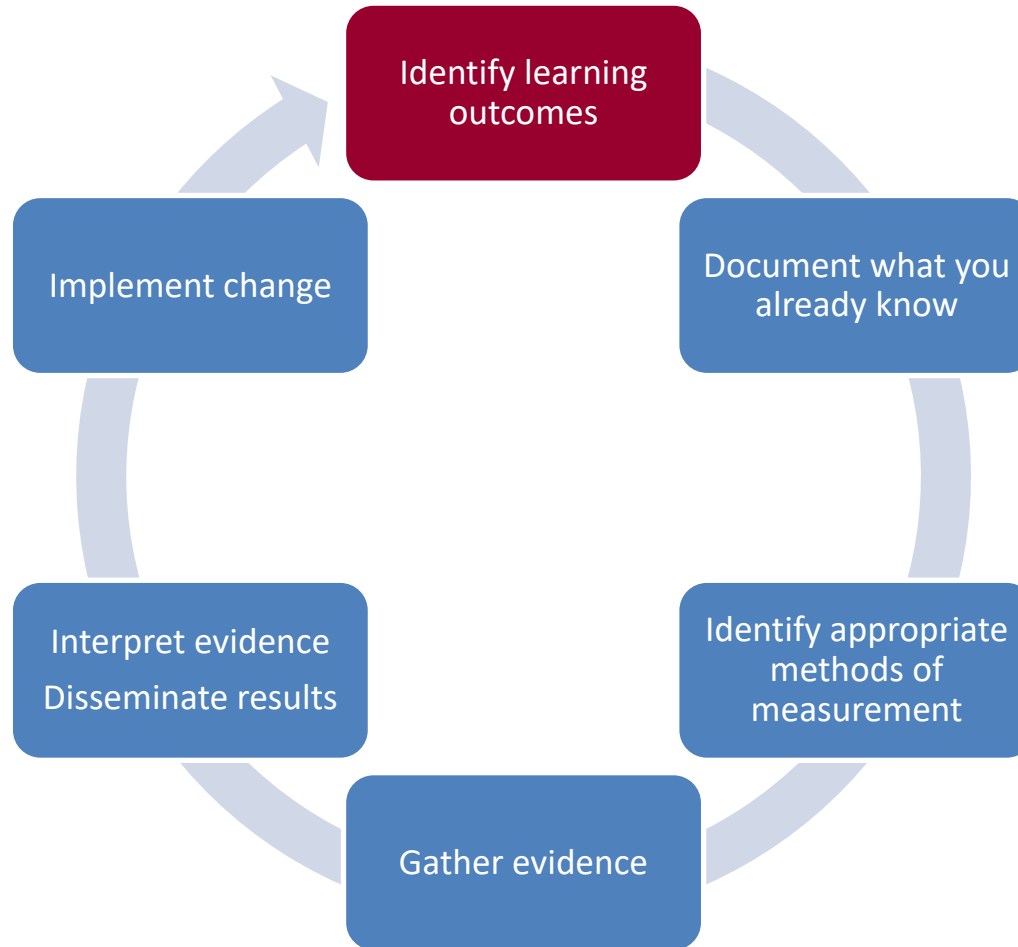 Identify learning
outcomes
Document what you
already know
Identify appropriate
methods of
measurement
Gather evidence
Interpret evidence
Disseminate results
Implement change